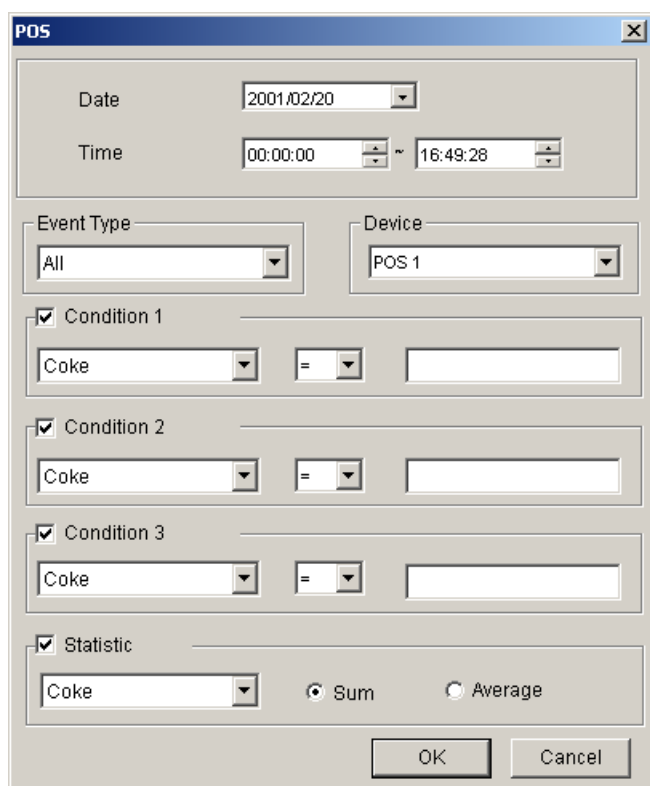 POS
Date 2001/02/20
Time 00:00:00 ~ 16:49:28
Event Type Device
All POS 1
Condition 1
Coke =
Condition 2
Coke =
Condition 3
Coke =
Statistic
Coke Sum Average
OK Cancel